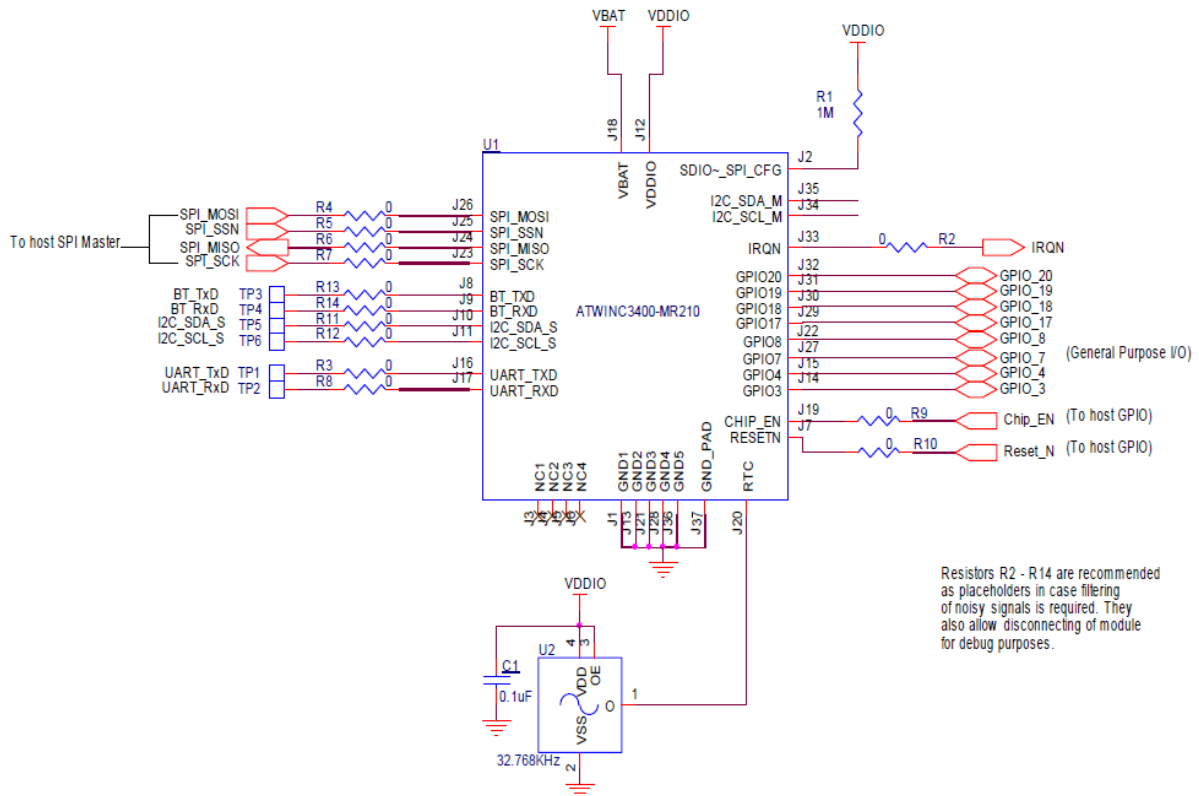 VBAT
VDDIO
VDDIO
R1
1M
J18
J12
U1
VBAT
VDDIO
SDIO~_SPI_CFG
J2
I2C_SDA_M
J35
I2C_SCL_M
J34
To host SPI Master
SPI_MOSI
R4
0
J26
SPI_MOSI
SPI_SSN
R5
0
J25
SPI_SSN
SPI_MISO
R6
0
J24
SPI_MISO
SPI_SCK
R7
0
J23
SPI_SCK
IRQN
J33
0
R2
IRQN
BT_TxD
TP3
R13
0
J8
BT_TXD
BT_RxD
TP4
R14
0
J9
BT_RXD
I2C_SDA_S
TP5
R11
0
J10
I2C_SDA_S
I2C_SCL_S
TP6
R12
0
J11
I2C_SCL_S
UART_TxD
TP1
R3
0
J16
UART_TXD
UART_RxD
TP2
R8
0
J17
UART_RXD
ATWINC3400-MR210
GPIO20
J32
GPIO_20
GPIO19
J31
GPIO_19
GPIO18
J30
GPIO_18
GPIO17
J29
GPIO_17
GPIO8
J22
GPIO_8
GPIO7
J27
GPIO_7
GPIO4
J15
GPIO_4
GPIO3
J14
GPIO_3
(General Purpose I/O)
CHIP_EN
J19
0
R9
Chip_EN
(To host GPIO)
RESETN
J7
0
R10
Reset_N
(To host GPIO)
NC1
NC2
NC3
NC4
GND1
GND2
GND3
GND4
GND5
GND_PAD
RTC
J3
J4
J5
J6
J1
J13
J21
J28
J36
J37
J20
VDDIO
U2
4
3
VDD
OE
C1
0.1uF
VSS
O
1
32.768KHz
2
Resistors R2 - R14 are recommended
as placeholders in case filtering
of noisy signals is required. They
also allow disconnecting of module
for debug purposes.